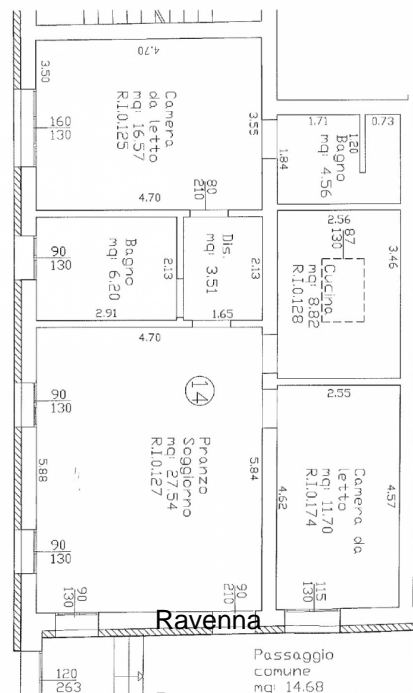 4.70
3.50
160
130
Camera
da letto
mq: 16.57
R.I.0.125
3.55
80
210
4.70
1.71
0.73
1.20
Bagno
mq: 4.56
1.84
90
130
Bagno
mq: 6.20
2.13
2.91
Dis.
mq: 3.51
2.13
1.65
2.56
87
130
3.46
Cucina
mq: 8.82
R.I.0.128
4.70
90
130
14
5.88
Pranzo
Soggiorno
mq: 27.54
R.I.0.127
5.84
90
130
90
130
90
210
2.55
Camera da
letto
mq: 11.70
R.I.0.174
4.57
4.62
115
130
Ravenna
120
263
Passaggio
comune
mq: 14.68